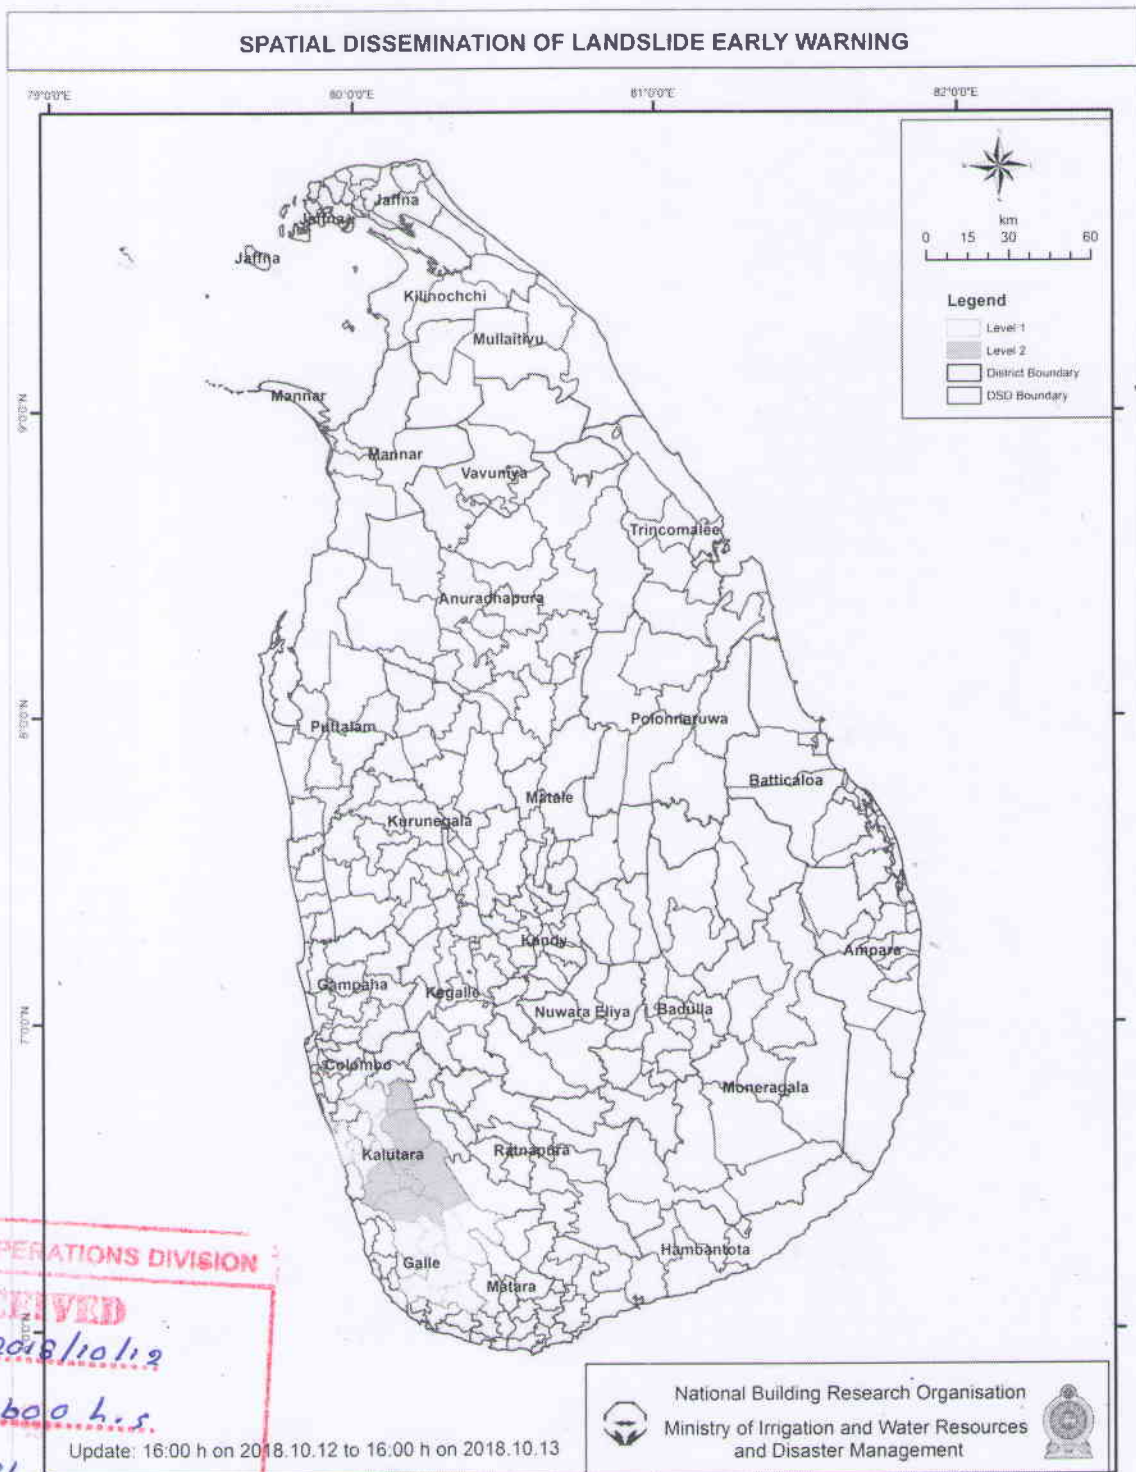 SPATIAL DISSEMINATION OF LANDSLIDE EARLY WARNING
79°0'0"E 80°0'0"E 81°0'0"E 82°0'0"E
km
0 15 30 60
Legend
Level 1
Level 2
District Boundary
DSD Boundary
Jaffna
Jaffna
Jaffna
Kilinochchi
Mullaitivu
Mannar
9°0'0"N
Mannar
Vavuniya
Trincomalee
Anuradhapura
8°0'0"N
Puttalam
Polonnaruwa
Batticaloa
Matale
Kurunegala
Kandy
Ampara
Gampaha
Kegalle
Nuwara Eliya
Badulla
7°0'0"N
Colombo
Moneragala
Kalutara
Ratnapura
Hambantota
Galle
Matara
PERATIONS DIVISION
CEIVED
2018/10/12
600 h.s.
Update: 16:00 h on 2018.10.12 to 16:00 h on 2018.10.13
National Building Research Organisation
Ministry of Irrigation and Water Resources
and Disaster Management